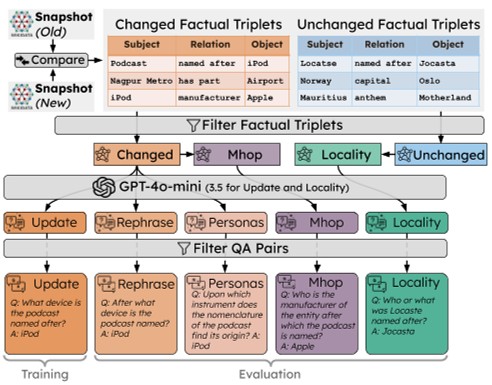 Snapshot
(Old)
Compare
Snapshot
(New)
Changed Factual Triplets
Subject Relation Object
Podcast named after iPod
Nagpur Metro has part Airport
iPod manufacturer Apple
Unchanged Factual Triplets
Subject Relation Object
Locatse named after Jocasta
Norway capital Oslo
Mauritius anthem Motherland
Filter Factual Triplets
Changed Mhop Locality Unchanged
GPT-4o-mini (3.5 for Update and Locality)
Update Rephrase Personas Mhop Locality
Filter QA Pairs
Update
Q: What device is
the podcast
named after?
A: iPod
Rephrase
Q: After what
device is the
podcast named?
A: iPod
Personas
Q: Upon which
instrument does
the nomenclature
of the podcast
find its origin? A:
iPod
Mhop
Q: Who is the
manufacturer of
the entity after
which the podcast
is named?
A: Apple
Locality
Q: Who or what
was Locaste
named after?
A: Jocasta
Training
Evaluation